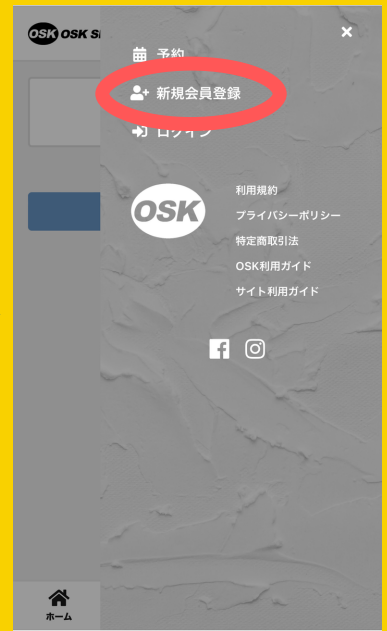 OSK OSK S
予約
新規会員登録
ログイン
OSK
利用規約
プライバシーポリシー
特定商取引法
OSK利用ガイド
サイト利用ガイド
ホーム